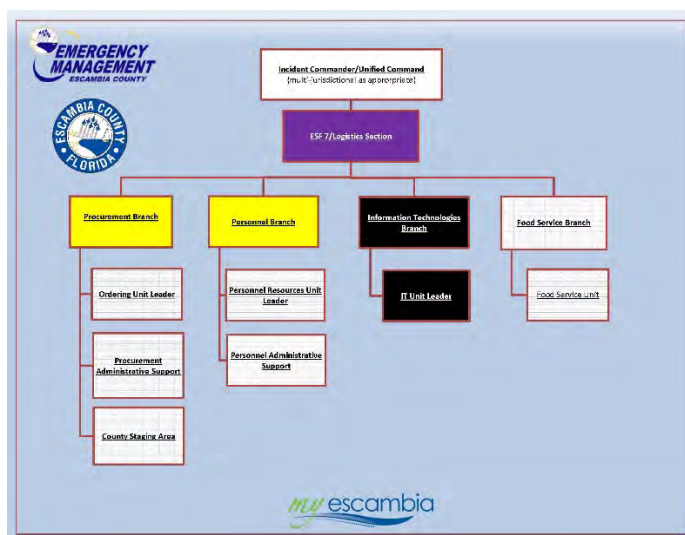 EMERGENCY
MANAGEMENT
ESCAMBIA COUNTY
ESCAMBIA COUNTY
FLORIDA
Incident Commander/Unified Command
(multi-jurisdictional as appropriate)
ESF 7/Logistics Section
Procurement Branch
Personnel Branch
Information Technologies
Branch
Food Service Branch
Ordering Unit Leader
Personnel Resources Unit
Leader
IT Unit Leader
Food Service Unit
Procurement
Administrative Support
Personnel Administrative
Support
County Staging Area
my escambia